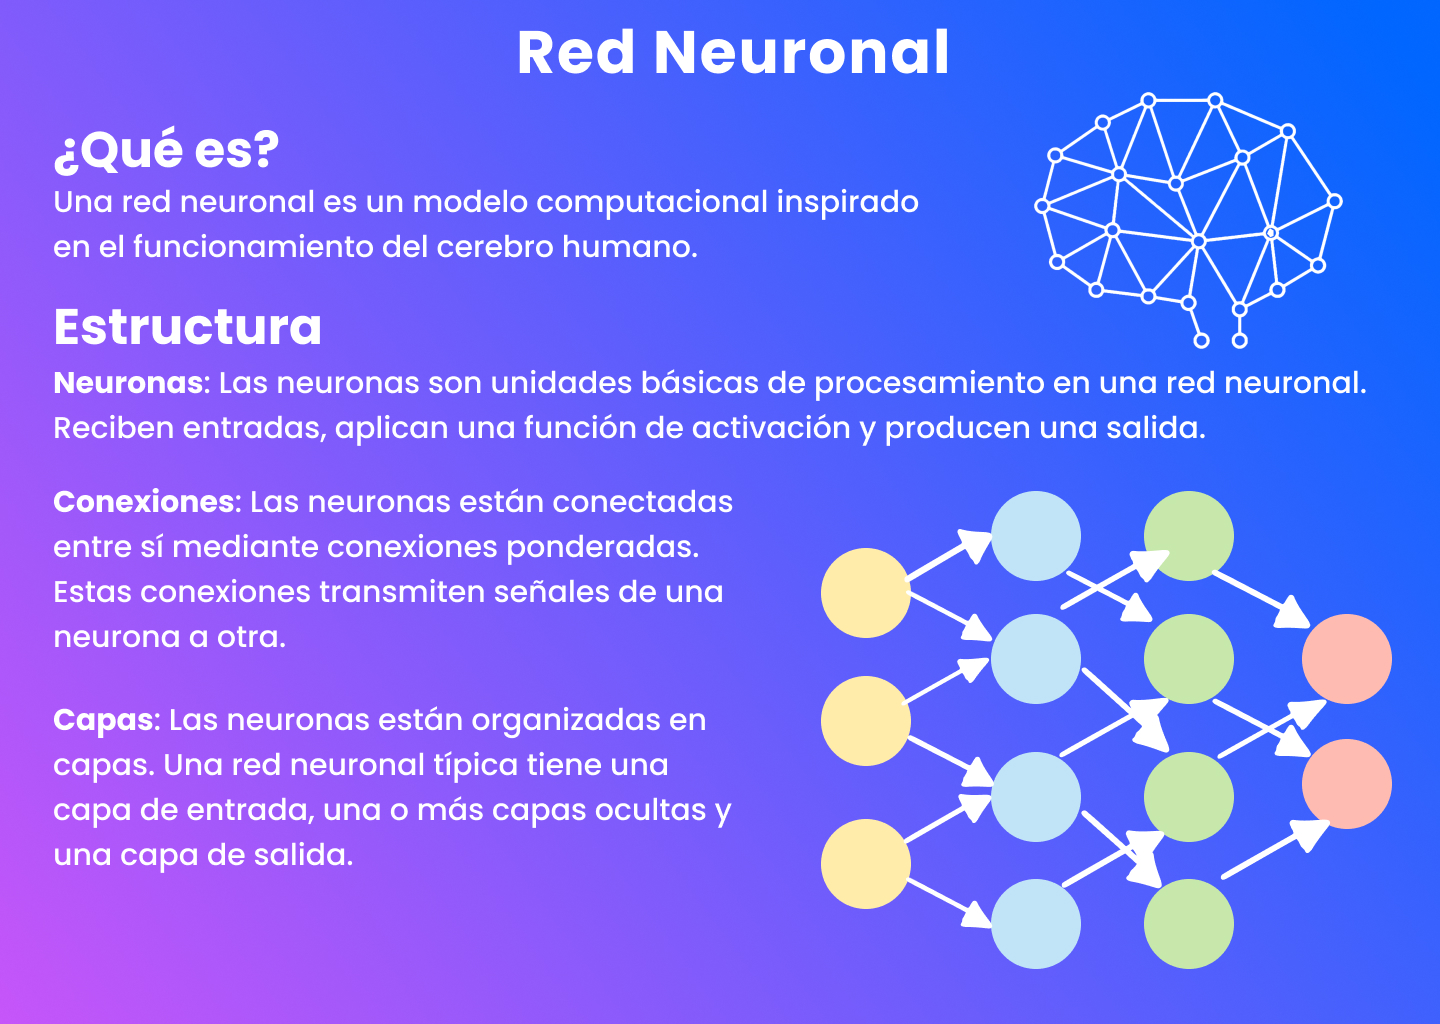 Red Neuronal
¿Qué es?
Una red neuronal es un modelo computacional inspirado
en el funcionamiento del cerebro humano.
Estructura
Neuronas: Las neuronas son unidades básicas de procesamiento en una red neuronal.
Reciben entradas, aplican una función de activación y producen una salida.
Conexiones: Las neuronas están conectadas
entre sí mediante conexiones ponderadas.
Estas conexiones transmiten señales de una
neurona a otra.
Capas: Las neuronas están organizadas en
capas. Una red neuronal típica tiene una
capa de entrada, una o más capas ocultas y
una capa de salida.